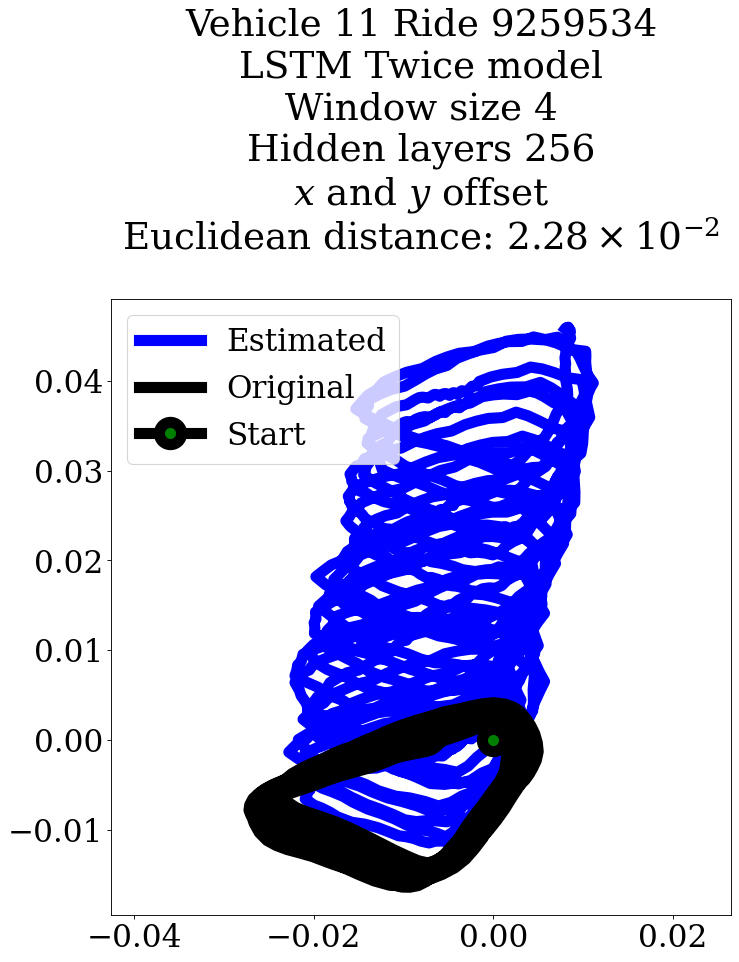 Vehicle 11 Ride 9259534
LSTM Twice model
Window size 4
Hidden layers 256
x and y offset
Euclidean distance: 2.28 × 10⁻²
Estimated
Original
Start
0.04
0.03
0.02
0.01
0.00
−0.01
−0.04
−0.02
0.00
0.02